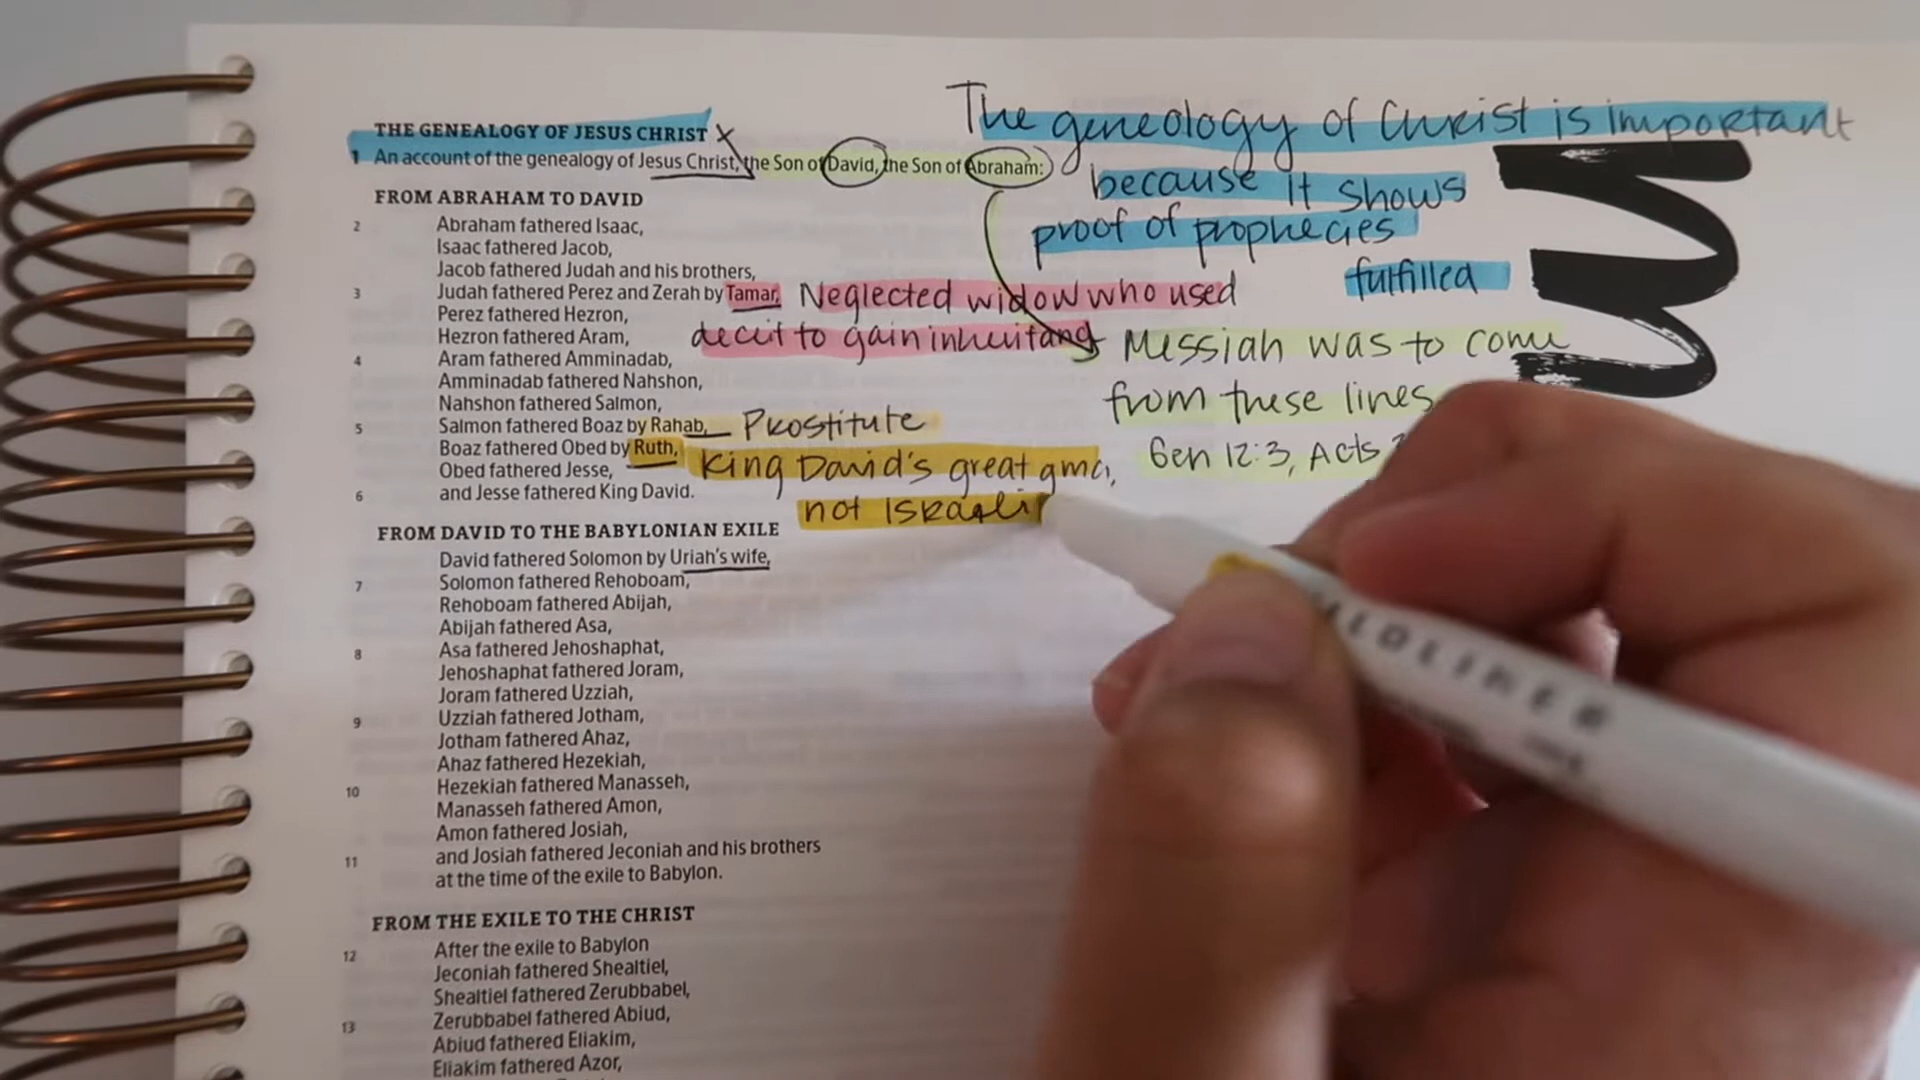 The geneology of Christ is important
because it shows
proof of prophecies
fulfilled
THE GENEALOGY OF JESUS CHRIST
1 An account of the genealogy of Jesus Christ, the Son of David, the Son of Abraham:
FROM ABRAHAM TO DAVID
2 Abraham fathered Isaac,
Isaac fathered Jacob,
Jacob fathered Judah and his brothers,
3 Judah fathered Perez and Zerah by Tamar, Neglected widow who used
Perez fathered Hezron,
Hezron fathered Aram, deceit to gain
Messiah was to come
from these lines
Gen 12:3, Acts
4 Aram fathered Amminadab,
Amminadab fathered Nahshon,
Nahshon fathered Salmon,
5 Salmon fathered Boaz by Rahab, Prostitute
Boaz fathered Obed by Ruth, King David's great gma,
not
Obed fathered Jesse,
6 and Jesse fathered King David.
FROM DAVID TO THE BABYLONIAN EXILE
David fathered Solomon by Uriah's wife,
7 Solomon fathered Rehoboam,
Rehoboam fathered Abijah,
Abijah fathered Asa,
8 Asa fathered Jehoshaphat,
Jehoshaphat fathered Joram,
Joram fathered Uzziah,
9 Uzziah fathered Jotham,
Jotham fathered Ahaz,
Ahaz fathered Hezekiah,
10 Hezekiah fathered Manasseh,
Manasseh fathered Amon,
Amon fathered Josiah,
11 and Josiah fathered Jeconiah and his brothers
at the time of the exile to Babylon.
FROM THE EXILE TO THE CHRIST
12 After the exile to Babylon
Jeconiah fathered Shealtiel,
Shealtiel fathered Zerubbabel,
13 Zerubbabel fathered Abiud,
Abiud fathered Eliakim,
Eliakim fathered Azor,